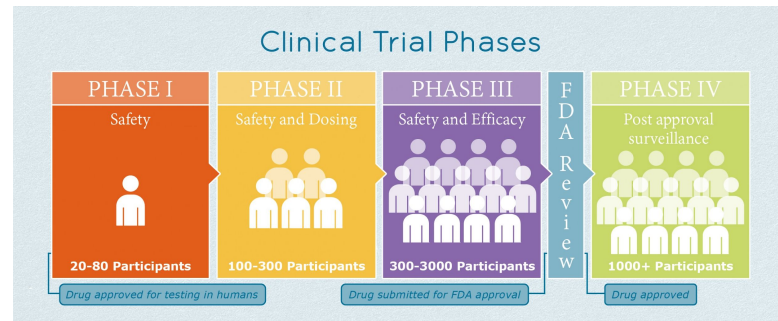 Clinical Trial Phases
PHASE I
Safety
20-80 Participants
PHASE II
Safety and Dosing
100-300 Participants
PHASE III
Safety and Efficacy
300-3000 Participants
FDA Review
PHASE IV
Post approval
surveillance
1000+ Participants
Drug approved for testing in humans
Drug submitted for FDA approval
Drug approved